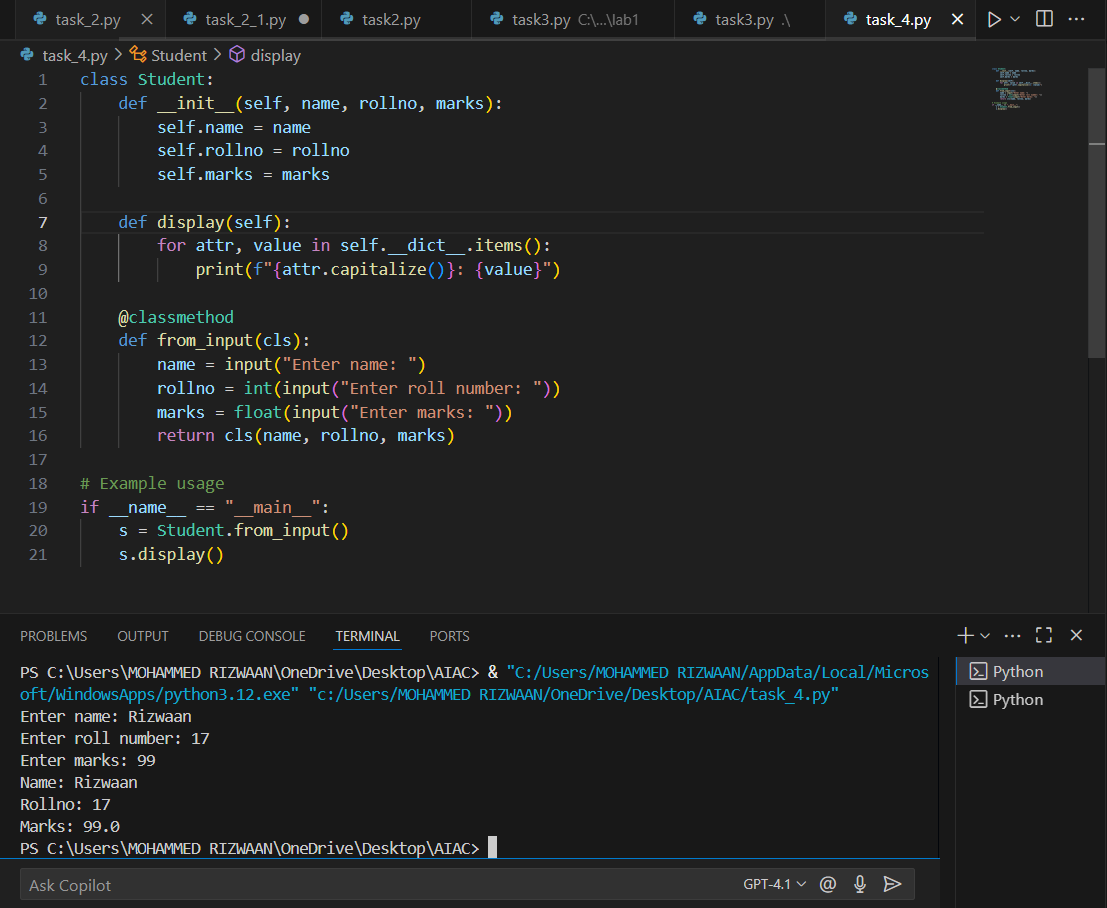 task_2.py task_2_1.py task2.py task3.py C:\...\lab1 task3.py .\ task_4.py
task_4.py > Student > display
1 class Student:
2     def __init__(self, name, rollno, marks):
3         self.name = name
4         self.rollno = rollno
5         self.marks = marks
6
7     def display(self):
8         for attr, value in self.__dict__.items():
9             print(f"{attr.capitalize()}: {value}")
10
11     @classmethod
12     def from_input(cls):
13         name = input("Enter name: ")
14         rollno = int(input("Enter roll number: "))
15         marks = float(input("Enter marks: "))
16         return cls(name, rollno, marks)
17
18 # Example usage
19 if __name__ == "__main__":
20     s = Student.from_input()
21     s.display()
PROBLEMS OUTPUT DEBUG CONSOLE TERMINAL PORTS
PS C:\Users\MOHAMMED RIZWAAN\OneDrive\Desktop\AIAC> & "C:/Users/MOHAMMED RIZWAAN/AppData/Local/Micros
oft/WindowsApps/python3.12.exe" "c:/Users/MOHAMMED RIZWAAN/OneDrive/Desktop/AIAC/task_4.py"
Enter name: Rizwaan
Enter roll number: 17
Enter marks: 99
Name: Rizwaan
Rollno: 17
Marks: 99.0
PS C:\Users\MOHAMMED RIZWAAN\OneDrive\Desktop\AIAC>
Python
Python
Ask Copilot GPT-4.1 @